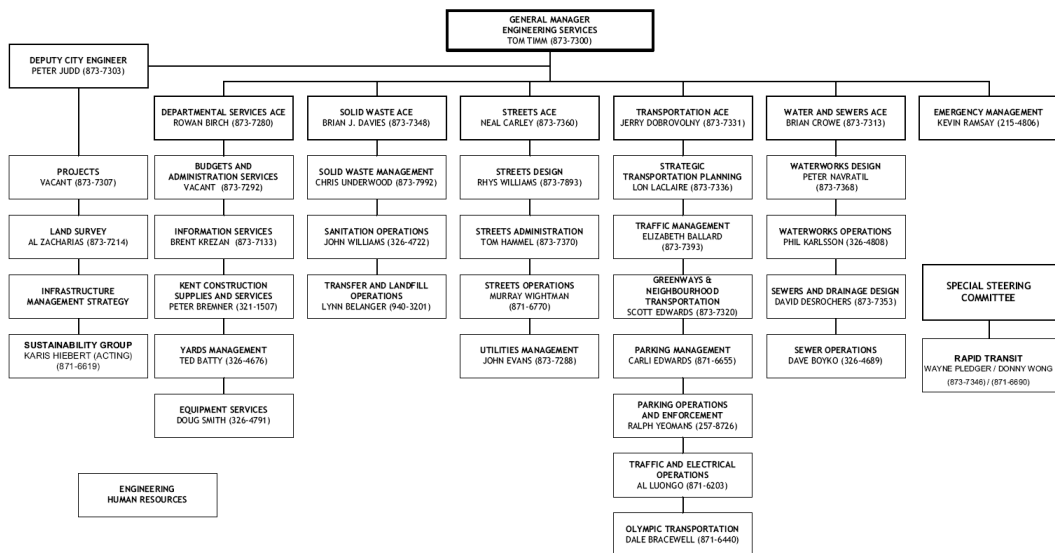 GENERAL MANAGER
ENGINEERING SERVICES
TOM TIMM (873-7300)
DEPUTY CITY ENGINEER
PETER JUDD (873-7303)
PROJECTS
VACANT (873-7307)
LAND SURVEY
AL ZACHARIAS (873-7214)
INFRASTRUCTURE
MANAGEMENT STRATEGY
SUSTAINABILITY GROUP
KARIS HIEBERT (ACTING)
(871-6619)
DEPARTMENTAL SERVICES ACE
ROWAN BIRCH (873-7280)
BUDGETS AND
ADMINISTRATION SERVICES
VACANT (873-7292)
INFORMATION SERVICES
BRENT KREZAN (873-7133)
KENT CONSTRUCTION
SUPPLIES AND SERVICES
PETER BREMNER (321-1507)
YARDS MANAGEMENT
TED BATTY (326-4676)
EQUIPMENT SERVICES
DOUG SMITH (326-4791)
SOLID WASTE ACE
BRIAN J. DAVIES (873-7348)
SOLID WASTE MANAGEMENT
CHRIS UNDERWOOD (873-7992)
SANITATION OPERATIONS
JOHN WILLIAMS (326-4722)
TRANSFER AND LANDFILL
OPERATIONS
LYNN BELANGER (940-3201)
STREETS ACE
NEAL CARLEY (873-7360)
STREETS DESIGN
RHYS WILLIAMS (873-7893)
STREETS ADMINISTRATION
TOM HAMMEL (873-7370)
STREETS OPERATIONS
MURRAY WIGHTMAN
(871-6770)
UTILITIES MANAGEMENT
JOHN EVANS (873-7288)
TRANSPORTATION ACE
JERRY DOBROVOLNY (873-7331)
STRATEGIC
TRANSPORTATION PLANNING
LON LACLAIRE (873-7336)
TRAFFIC MANAGEMENT
ELIZABETH BALLARD
(873-7393)
GREENWAYS &
NEIGHBOURHOOD
TRANSPORTATION
SCOTT EDWARDS (873-7320)
PARKING MANAGEMENT
CARLI EDWARDS (871-6655)
PARKING OPERATIONS
AND ENFORCEMENT
RALPH YEOMANS (257-8726)
TRAFFIC AND ELECTRICAL
OPERATIONS
AL LUONGO (871-6203)
OLYMPIC TRANSPORTATION
DALE BRACEWELL (871-6440)
WATER AND SEWERS ACE
BRIAN CROWE (873-7313)
WATERWORKS DESIGN
PETER NAVRATIL
(873-7368)
WATERWORKS OPERATIONS
PHIL KARLSSON (326-4808)
SEWERS AND DRAINAGE DESIGN
DAVID DESROCHERS (873-7353)
SEWER OPERATIONS
DAVE BOYKO (326-4689)
EMERGENCY MANAGEMENT
KEVIN RAMSAY (215-4806)
SPECIAL STEERING
COMMITTEE
RAPID TRANSIT
WAYNE PLEDGER / DONNY WONG
(873-7346) / (871-6690)
ENGINEERING
HUMAN RESOURCES